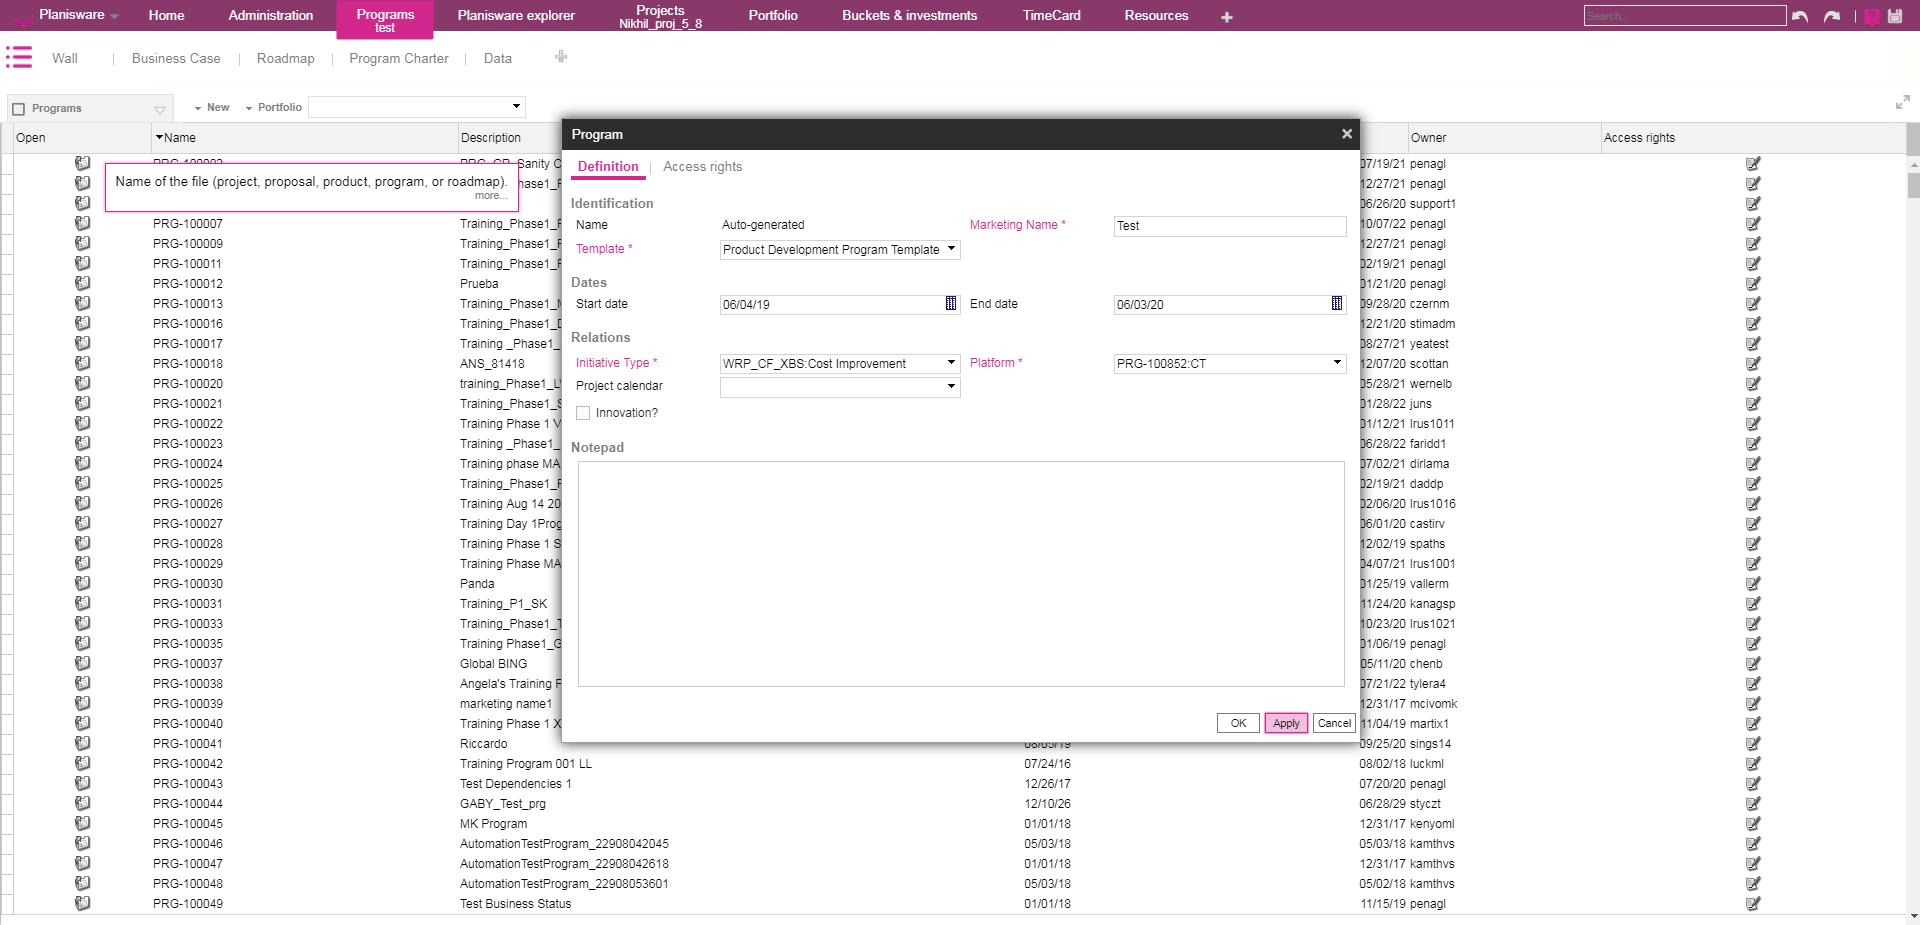 Planisware Home Administration Programs Planisware explorer Projects Portfolio Buckets & investments TimeCard Resources Search...
test Nikhil_proj_5_8
Wall Business Case Roadmap Program Charter Data
Programs New Portfolio
Open Name Description Owner Access rights
Name of the file (project, proposal, product, program, or roadmap).
more...
Program
Definition Access rights
Identification
Name Auto-generated Marketing Name * Test
Template * Product Development Program Template
Dates
Start date 06/04/19 End date 06/03/20
Relations
Initiative Type * WRP_CF_XBS:Cost Improvement Platform * PRG-100852:CT
Project calendar
Innovation?
Notepad
OK Apply Cancel
Sanity C 07/19/21 penagl
12/27/21 penagl
06/26/20 support1
PRG-100007 Training_Phase1_F 10/07/22 penagl
PRG-100009 Training_Phase1_F 12/27/21 penagl
PRG-100011 Training_Phase1_F 02/19/21 penagl
PRG-100012 Prueba 01/21/20 penagl
PRG-100013 Training_Phase1_M 09/28/20 czernm
PRG-100016 Training_Phase1_D 12/21/20 stimadm
PRG-100017 Training _Phase1_ 08/27/21 yeatest
PRG-100018 ANS_81418 12/07/20 scottan
PRG-100020 training_Phase1_LV 05/28/21 wernelb
PRG-100021 Training_Phase1_S 01/28/22 juns
PRG-100022 Training Phase 1 V 01/12/21 lrus1011
PRG-100023 Training _Phase1_ 06/28/22 faridd1
PRG-100024 Training phase MA 07/02/21 dirlama
PRG-100025 Training_Phase1_F 02/19/21 daddp
PRG-100026 Training Aug 14 20 02/06/20 lrus1016
PRG-100027 Training Day 1Prog 06/01/20 castirv
PRG-100028 Training Phase 1 S 12/02/19 spaths
PRG-100029 Training Phase MA 04/07/21 lrus1001
PRG-100030 Panda 01/25/19 vallerm
PRG-100031 Training_P1_SK 11/24/20 kanagsp
PRG-100033 Training_Phase1_T 10/23/20 lrus1021
PRG-100035 Training Phase1_G 01/06/19 penagl
PRG-100037 Global BING 05/11/20 chenb
PRG-100038 Angela's Training F 07/21/22 tylera4
PRG-100039 marketing name1 12/31/17 mcivomk
PRG-100040 Training Phase 1 X 11/04/19 martix1
PRG-100041 Riccardo 08/05/19 09/25/20 sings14
PRG-100042 Training Program 001 LL 07/24/16 08/02/18 luckml
PRG-100043 Test Dependencies 1 12/26/17 07/20/20 penagl
PRG-100044 GABY_Test_prg 12/10/26 06/28/29 styczt
PRG-100045 MK Program 01/01/18 12/31/17 kenyoml
PRG-100046 AutomationTestProgram_22908042045 05/03/18 05/03/18 kamthvs
PRG-100047 AutomationTestProgram_22908042618 01/01/18 12/31/17 kamthvs
PRG-100048 AutomationTestProgram_22908053601 05/03/18 05/02/18 kamthvs
PRG-100049 Test Business Status 01/01/18 11/15/19 penagl